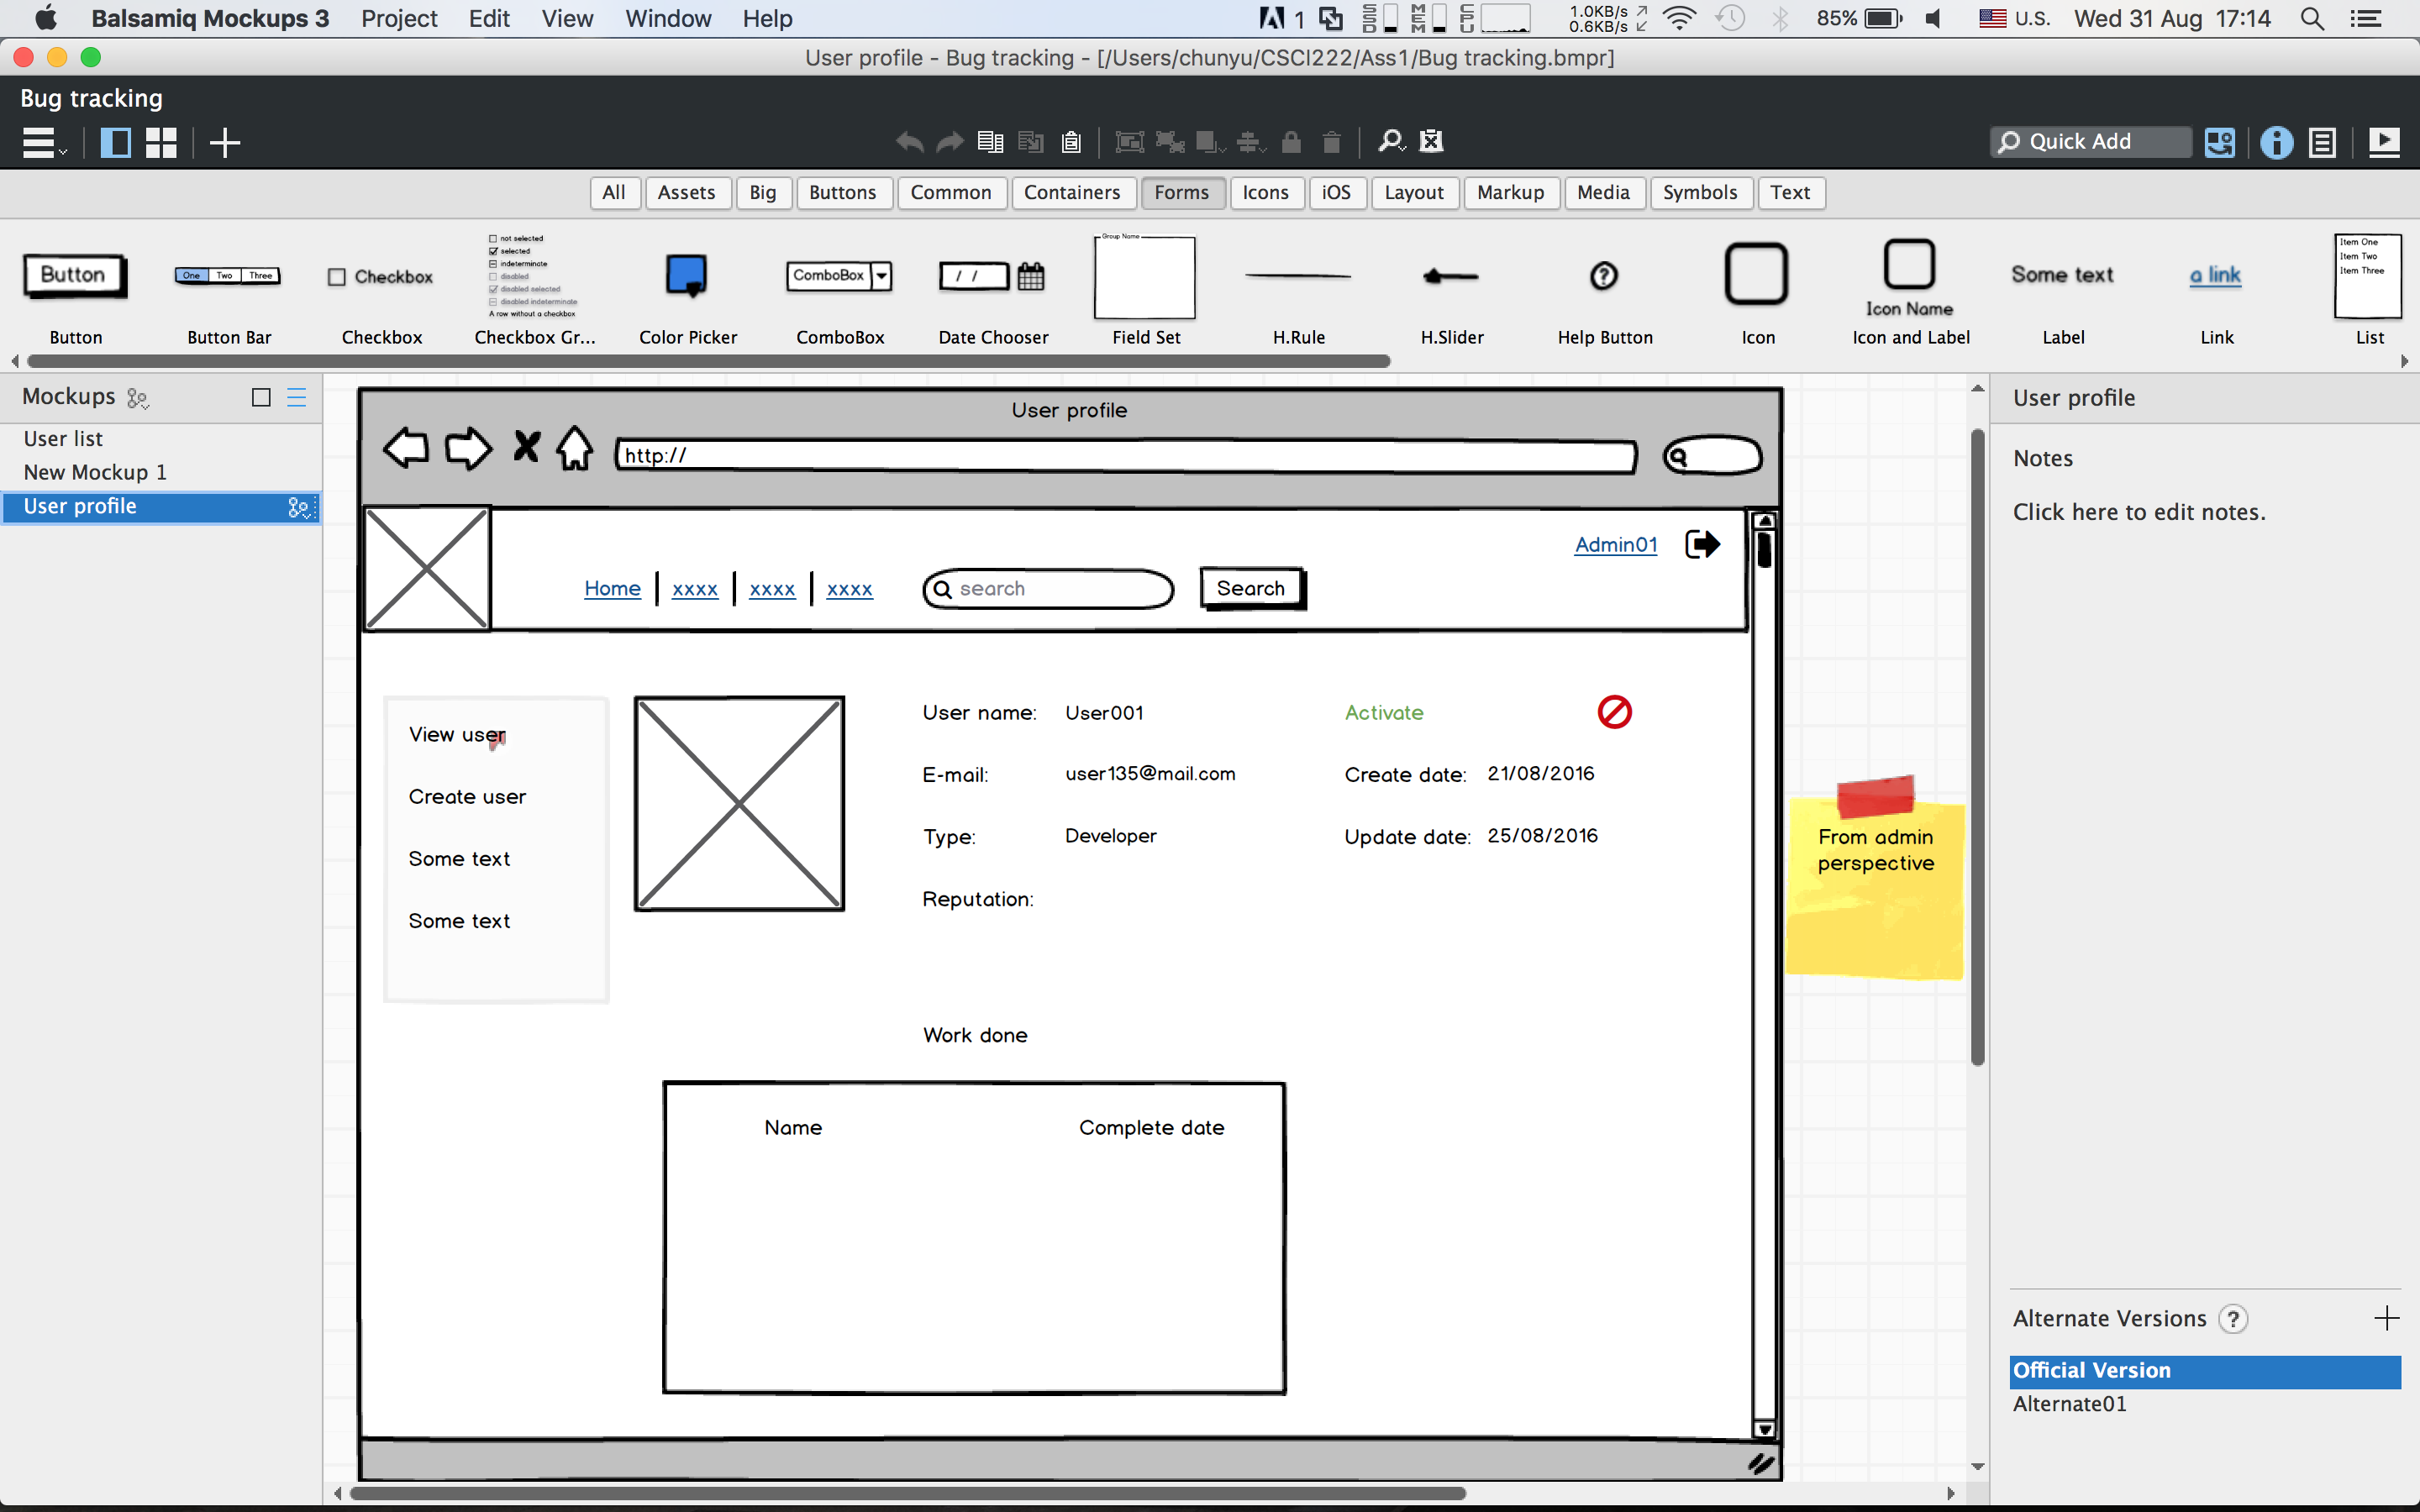 Balsamiq Mockups 3 Project Edit View Window Help 1 SSD MEM CPU 1.0KB/s 0.6KB/s 85% U.S. Wed 31 Aug 17:14
User profile - Bug tracking - [/Users/chunyu/CSCI222/Ass1/Bug tracking.bmpr]
Bug tracking
Quick Add
All Assets Big Buttons Common Containers Forms Icons iOS Layout Markup Media Symbols Text
not selected
selected
indeterminate
disabled
disabled selected
disabled indeterminate
A row without a checkbox
Button One Two Three Checkbox ComboBox / / Group Name ? Icon Name Some text a link
Item One
Item Two
Item Three
Button Button Bar Checkbox Checkbox Gr... Color Picker ComboBox Date Chooser Field Set H.Rule H.Slider Help Button Icon Icon and Label Label Link List
Mockups
User list
New Mockup 1
User profile
User profile
http://
Admin01
Home xxxx xxxx xxxx search Search
View user
Create user
Some text
Some text
User name: User001 Activate
E-mail: user135@mail.com Create date: 21/08/2016
Type: Developer Update date: 25/08/2016
Reputation:
Work done
Name Complete date
From admin
perspective
User profile
Notes
Click here to edit notes.
Alternate Versions ?
Official Version
Alternate01